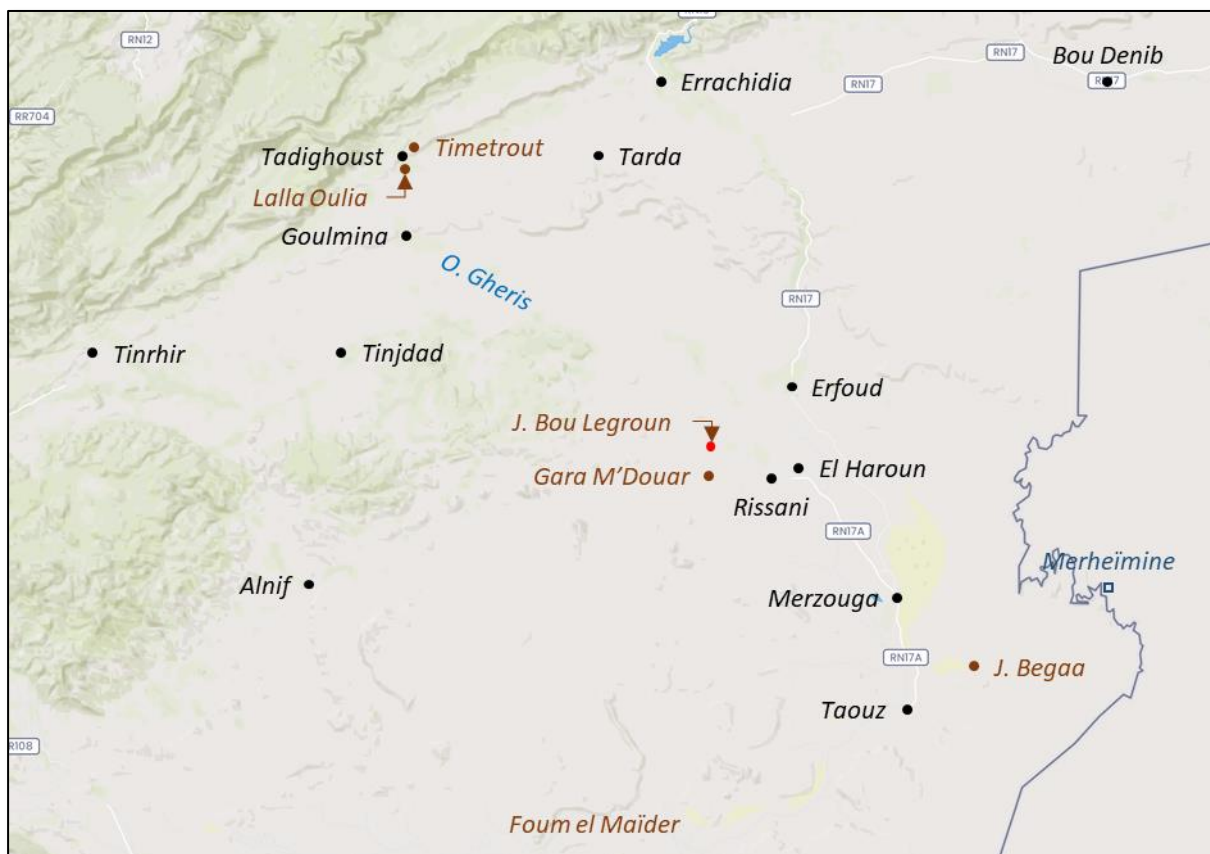 RN12
Bou Denib
RN17
RN17
Errachidia
RR704
Timetrout
Tadighoust
Tarda
Lalla Oulia
Goulmina
O. Gheris
RN17
Tinrhir
Tinjdad
Erfoud
J. Bou Legroun
El Haroun
Gara M'Douar
Rissani
RN17A
Merheïmine
Alnif
Merzouga
RN17A
J. Begaa
Taouz
R108
Foum el Maïder